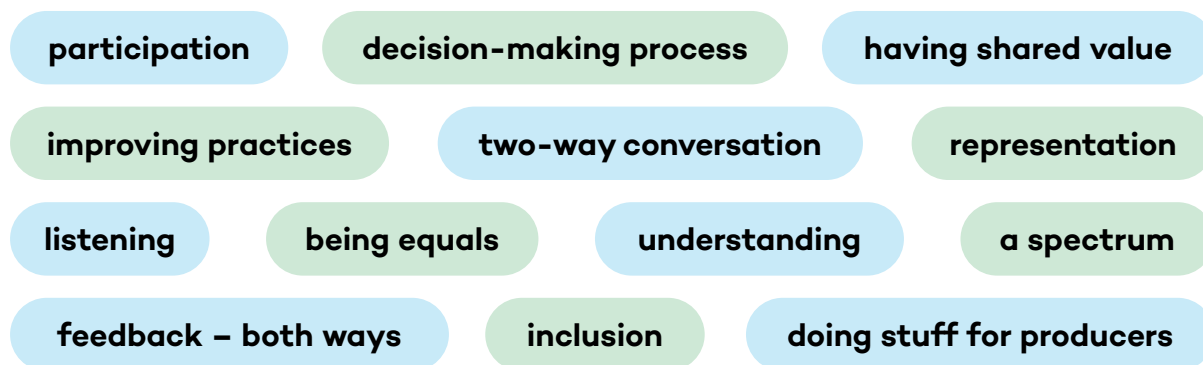 participation decision-making process having shared value
improving practices two-way conversation representation
listening being equals understanding a spectrum
feedback – both ways inclusion doing stuff for producers